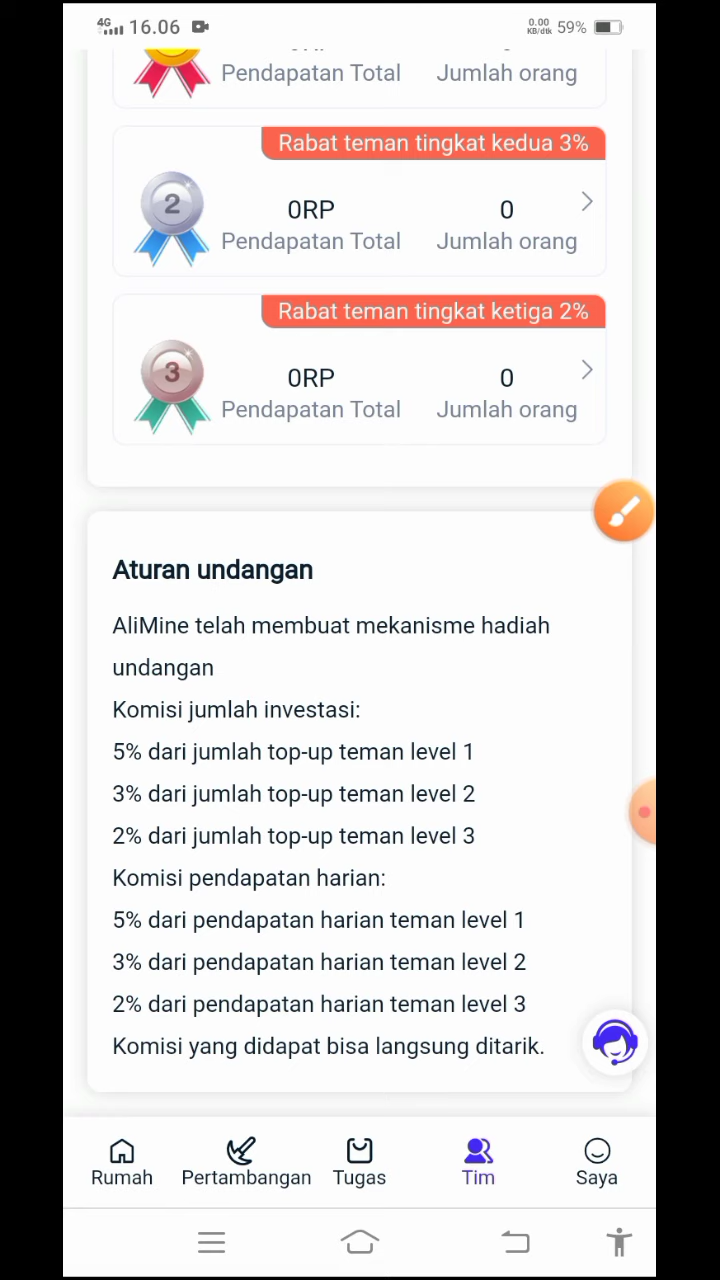 4G 16.06 0.00 KB/dtk 59%
Pendapatan Total Jumlah orang
Rabat teman tingkat kedua 3%
2 0RP 0
Pendapatan Total Jumlah orang
Rabat teman tingkat ketiga 2%
3 0RP 0
Pendapatan Total Jumlah orang
Aturan undangan
AliMine telah membuat mekanisme hadiah
undangan
Komisi jumlah investasi:
5% dari jumlah top-up teman level 1
3% dari jumlah top-up teman level 2
2% dari jumlah top-up teman level 3
Komisi pendapatan harian:
5% dari pendapatan harian teman level 1
3% dari pendapatan harian teman level 2
2% dari pendapatan harian teman level 3
Komisi yang didapat bisa langsung ditarik.
Rumah Pertambangan Tugas Tim Saya